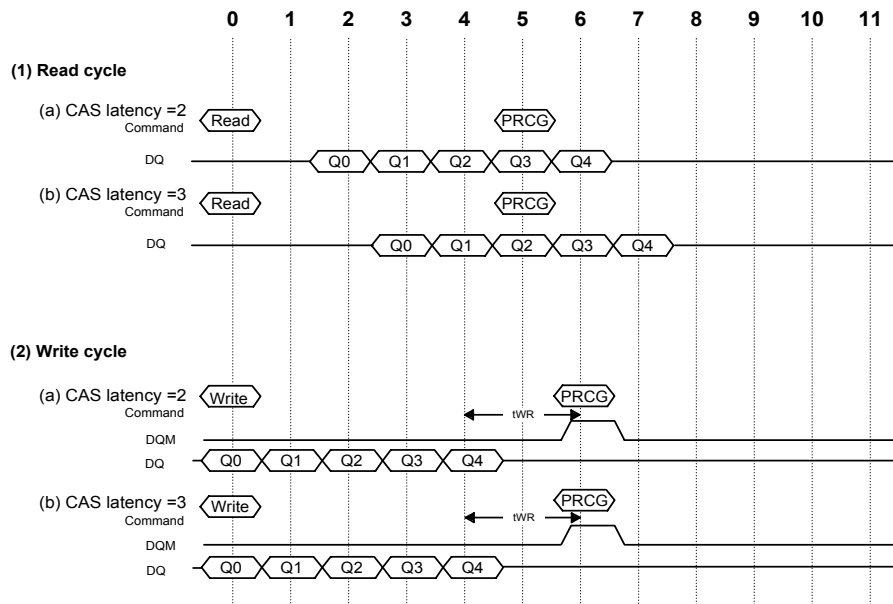 0 1 2 3 4 5 6 7 8 9 10 11
(1) Read cycle
(a) CAS latency =2
Command
Read PRCG
DQ Q0 Q1 Q2 Q3 Q4
(b) CAS latency =3
Command
Read PRCG
DQ Q0 Q1 Q2 Q3 Q4
(2) Write cycle
(a) CAS latency =2
Command
Write PRCG
tWR
DQM
DQ Q0 Q1 Q2 Q3 Q4
(b) CAS latency =3
Command
Write PRCG
tWR
DQM
DQ Q0 Q1 Q2 Q3 Q4